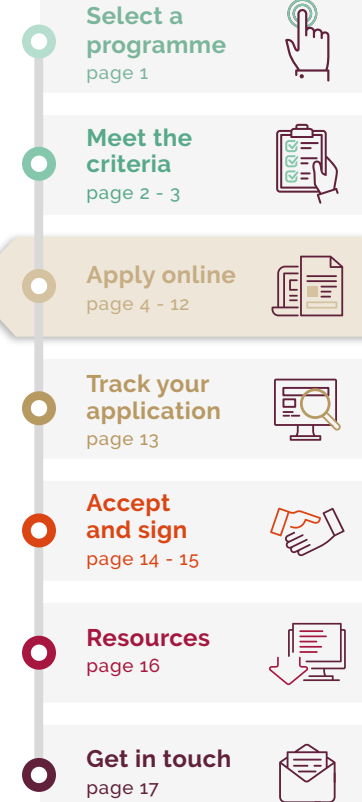 Select a
programme
page 1
Meet the
criteria
page 2 - 3
Apply online
page 4 - 12
Track your
application
page 13
Accept
and sign
page 14 - 15
Resources
page 16
Get in touch
page 17